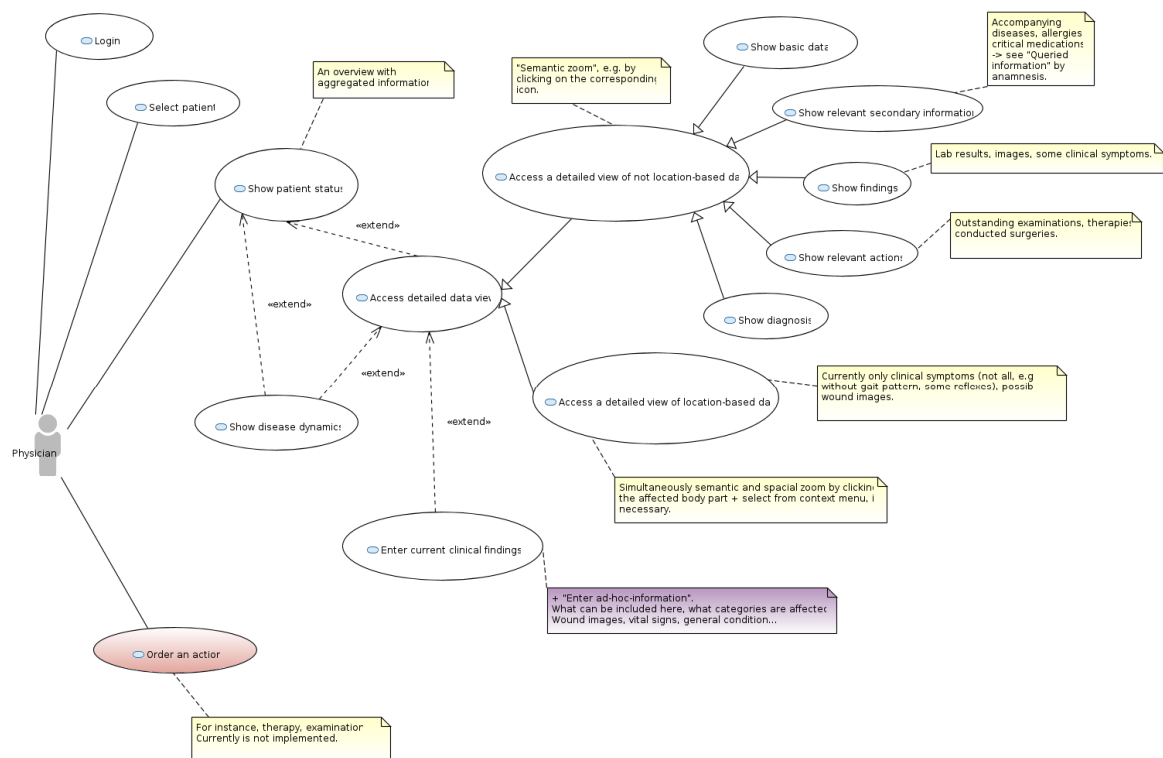 Login
Select patient
An overview with
aggregated information
Show patient status
"Semantic zoom", e.g. by
clicking on the corresponding
icon.
Show basic data
Accompanying
diseases, allergies
critical medications
-> see "Queried
information" by
anamnesis.
Show relevant secondary information
Access a detailed view of not location-based da
Lab results, images, some clinical symptoms.
Show findings
Outstanding examinations, therapies
conducted surgeries.
Show relevant actions
Show diagnosis
«extend»
Access detailed data view
«extend»
«extend»
«extend»
Show disease dynamics
Access a detailed view of location-based da
Currently only clinical symptoms (not all, e.g
without gait pattern, some reflexes), possib
wound images.
Physician
Simultaneously semantic and spacial zoom by clicking
the affected body part + select from context menu, i
necessary.
Enter current clinical findings
+ "Enter ad-hoc-information".
What can be included here, what categories are affected
Wound images, vital signs, general condition...
Order an action
For instance, therapy, examination
Currently is not implemented.